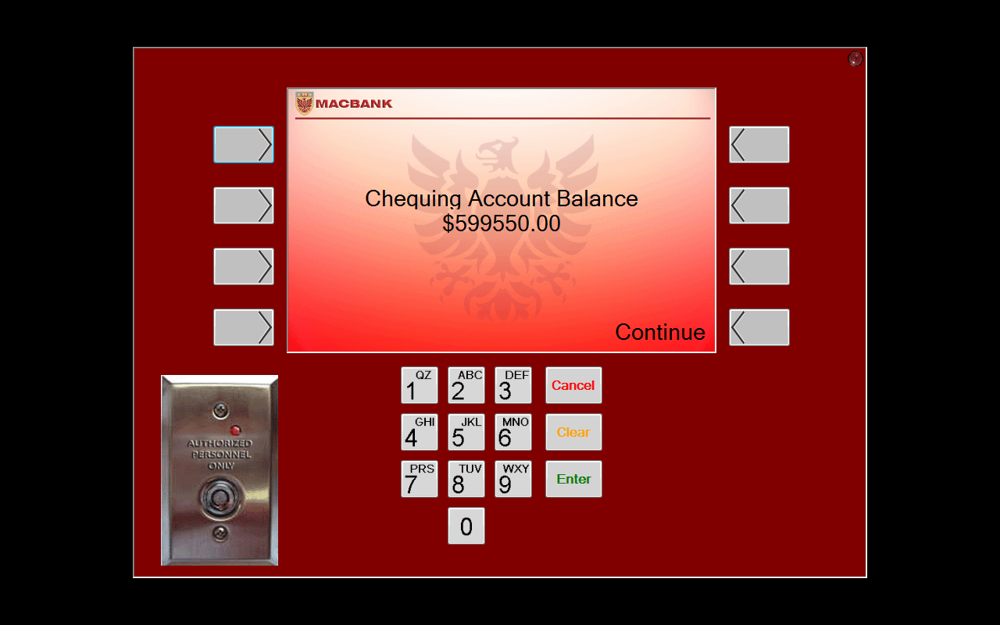 MACBANK
Chequing Account Balance
$599550.00
Continue
QZ ABC DEF
1 2 3 Cancel
GHI JKL MNO
4 5 6 Clear
PRS TUV WXY
7 8 9 Enter
0
AUTHORIZED
PERSONNEL
ONLY